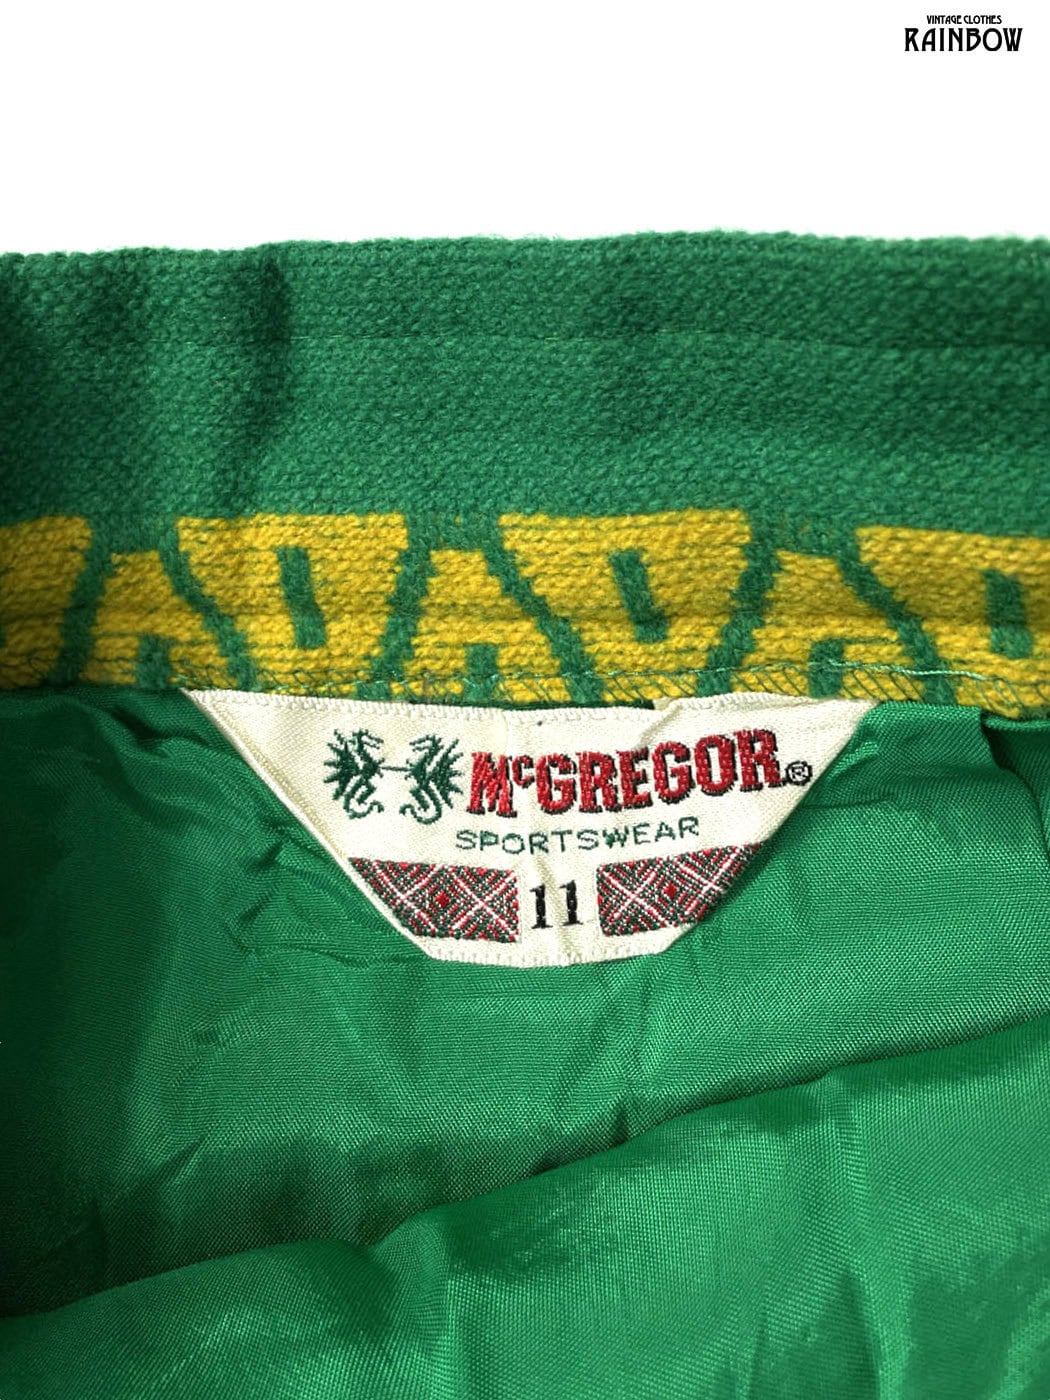 VINTAGE CLOTHES
RAINBOW
McGREGOR®
SPORTSWEAR
11